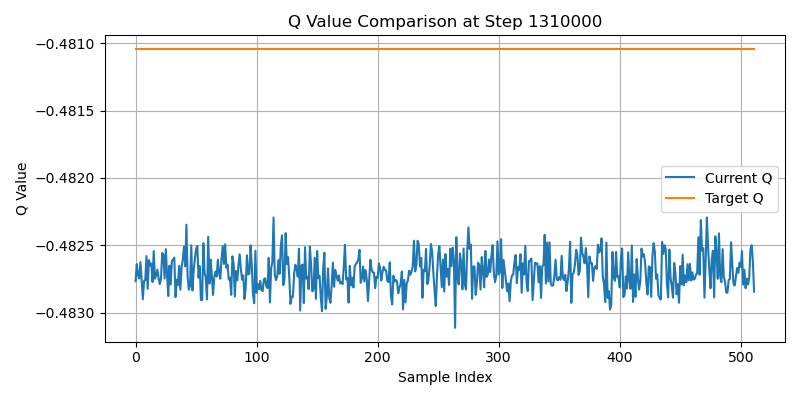 Q Value Comparison at Step 1310000
−0.4810
−0.4815
−0.4820
−0.4825
−0.4830
Q Value
Current Q
Target Q
0
100
200
300
400
500
Sample Index